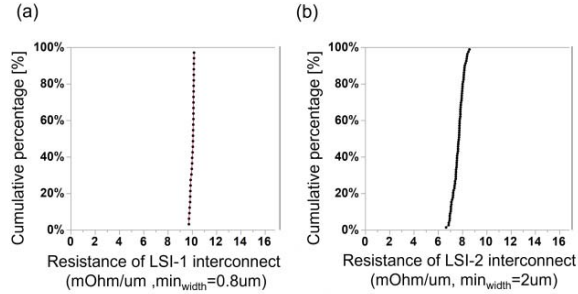 (a)
Cumulative percentage [%]
100%
80%
60%
40%
20%
0%
0 2 4 6 8 10 12 14 16
Resistance of LSI-1 interconnect
(mOhm/um ,minwidth=0.8um)
(b)
Cumulative percentage [%]
100%
80%
60%
40%
20%
0%
0 2 4 6 8 10 12 14 16
Resistance of LSI-2 interconnect
(mOhm/um, minwidth=2um)